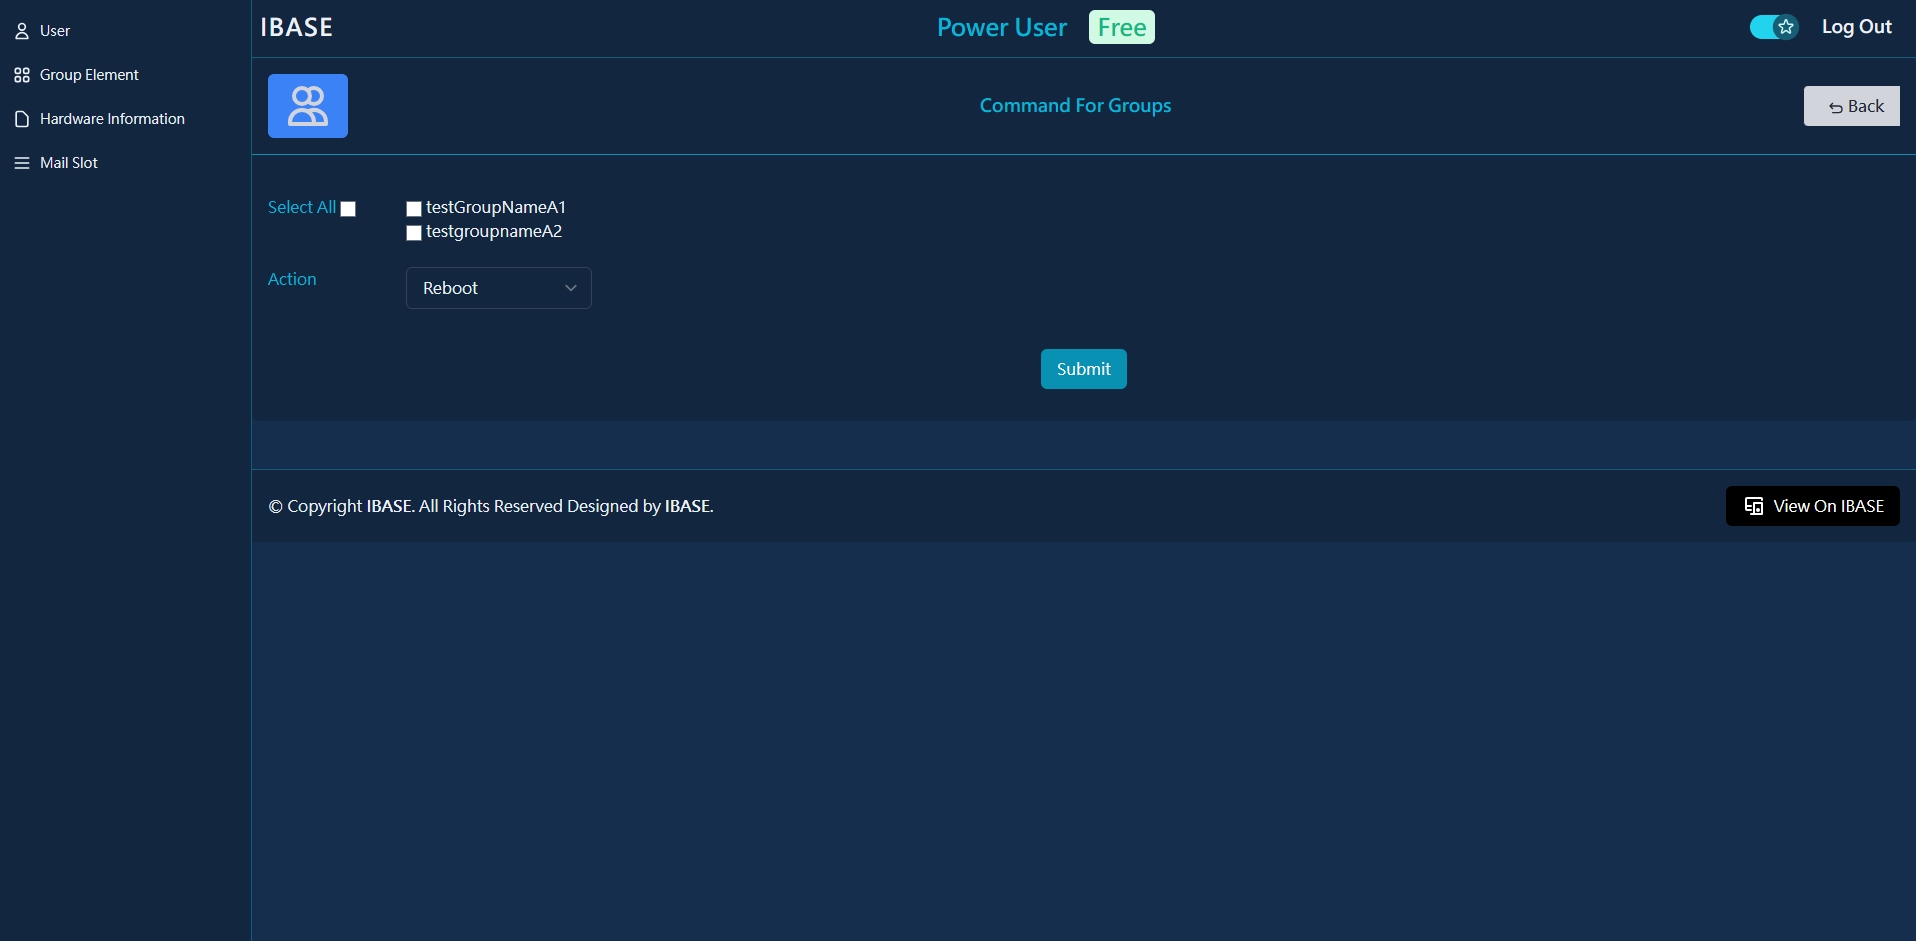 User
Group Element
Hardware Information
Mail Slot
IBASE
Power User Free
Log Out
Command For Groups
Back
Select All
testGroupNameA1
testgroupnameA2
Action
Reboot
Submit
© Copyright IBASE. All Rights Reserved Designed by IBASE.
View On IBASE